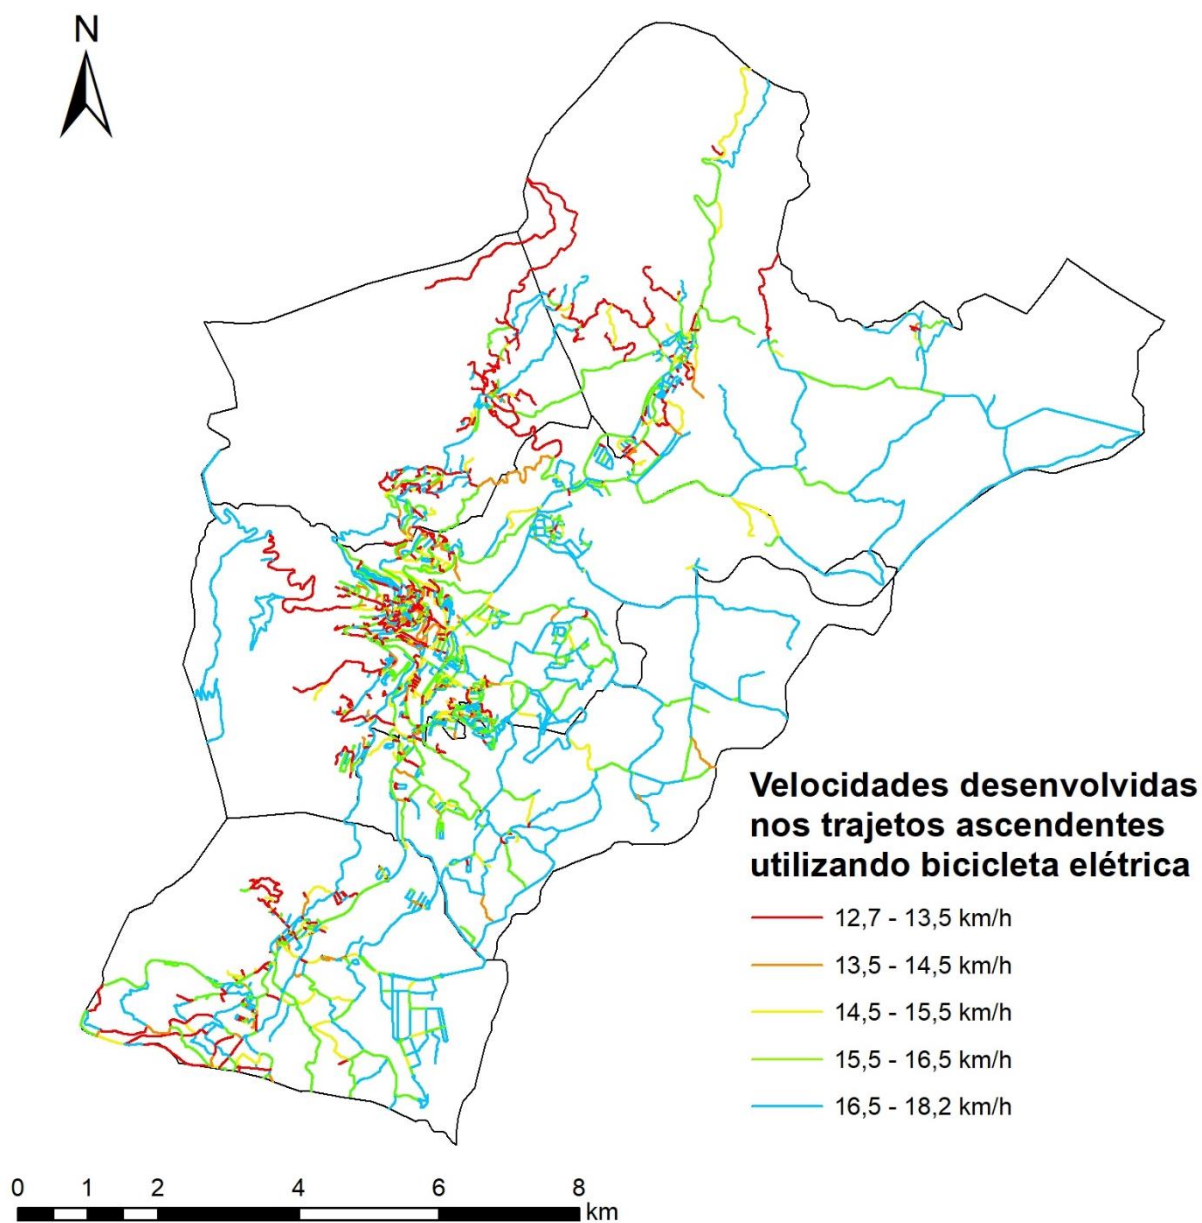 N
Velocidades desenvolvidas
nos trajetos ascendentes
utilizando bicicleta elétrica
12,7 - 13,5 km/h
13,5 - 14,5 km/h
14,5 - 15,5 km/h
15,5 - 16,5 km/h
16,5 - 18,2 km/h
0 1 2 4 6 8
km